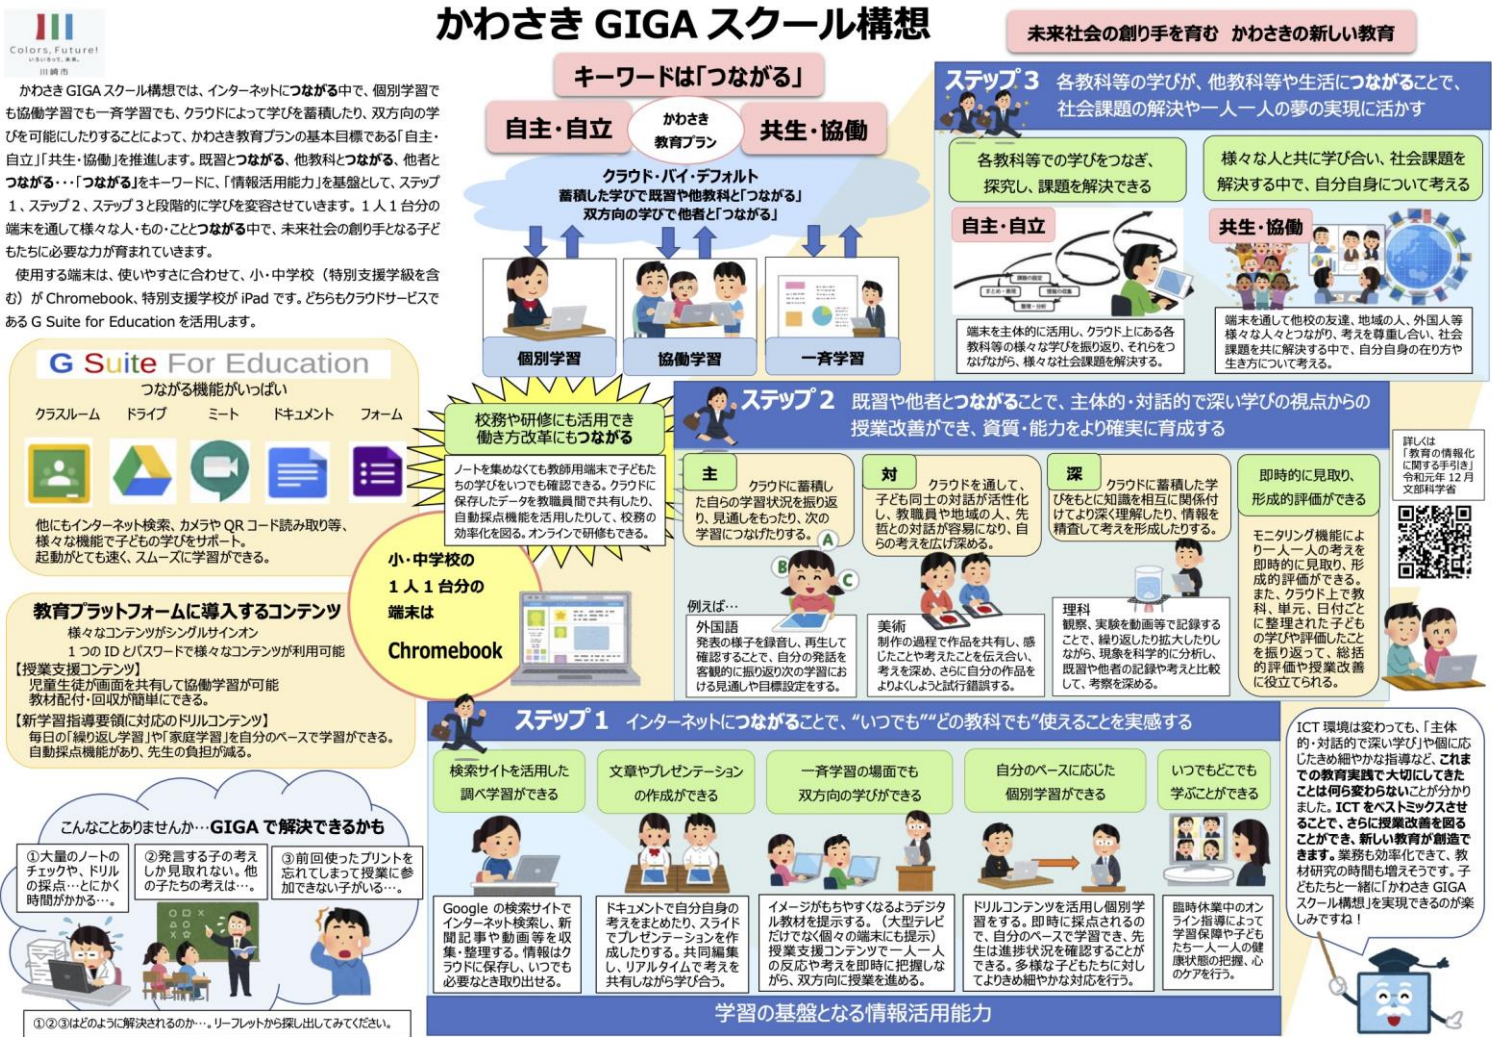 Colors, Future!
いろいろって、未来。
川崎市
かわさき GIGA スクール構想
未来社会の創り手を育む かわさきの新しい教育
かわさき GIGA スクール構想では、インターネットにつながる中で、個別学習で
も協働学習でも一斉学習でも、クラウドによって学びを蓄積したり、双方向の学
びを可能にしたりすることによって、かわさき教育プランの基本目標である「自主・
自立」「共生・協働」を推進します。既習とつながる、他教科とつながる、他者と
つながる・・・「つながる」をキーワードに、「情報活用能力」を基盤として、ステップ
1、ステップ2、ステップ3と段階的に学びを変容させていきます。1人1台分の
端末を通して様々な人・もの・こととつながる中で、未来社会の創り手となる子ど
もたちに必要な力が育まれていきます。
使用する端末は、使いやすさに合わせて、小・中学校（特別支援学級を含
む）が Chromebook、特別支援学校が iPad です。どちらもクラウドサービスで
ある G Suite for Education を活用します。
キーワードは「つながる」
自主・自立
かわさき
教育プラン
共生・協働
クラウド・バイ・デフォルト
蓄積した学びで既習や他教科と「つながる」
双方向の学びで他者と「つながる」
個別学習
協働学習
一斉学習
G Suite For Education
つながる機能がいっぱい
クラスルーム
ドライブ
ミート
ドキュメント
フォーム
他にもインターネット検索、カメラや QR コード読み取り等、
様々な機能で子どもの学びをサポート。
起動がとても速く、スムーズに学習ができる。
校務や研修にも活用でき
働き方改革にもつながる
ノートを集めなくても教師用端末で子どもた
ちの学びをいつでも確認できる。クラウドに
保存したデータを教職員間で共有したり、
自動採点機能を活用したりして、校務の
効率化を図る。オンラインで研修もできる。
小・中学校の
1人1台分の
端末は
Chromebook
教育プラットフォームに導入するコンテンツ
様々なコンテンツがシングルサインオン
1つの ID とパスワードで様々なコンテンツが利用可能
【授業支援コンテンツ】
児童生徒が画面を共有して協働学習が可能
教材配付・回収が簡単にできる。
【新学習指導要領に対応のドリルコンテンツ】
毎日の「繰り返し学習」や「家庭学習」を自分のペースで学習ができる。
自動採点機能があり、先生の負担が減る。
こんなことありませんか…GIGA で解決できるかも
①大量のノートの
チェックや、ドリル
の採点…とにかく
時間がかかる…。
②発言する子の考え
しか見取れない。他
の子たちの考えは…。
③前回使ったプリントを
忘れてしまって授業に参
加できない子がいる…。
①②③はどのように解決されるのか…。リーフレットから探し出してみてください。
ステップ3
各教科等の学びが、他教科等や生活につながることで、
社会課題の解決や一人一人の夢の実現に活かす
各教科等での学びをつなぎ、
探究し、課題を解決できる
自主・自立
課題の設定
情報の収集
整理・分析
まとめ・表現
端末を主体的に活用し、クラウド上にある各
教科等の様々な学びを振り返り、それらをつ
なげながら、様々な社会課題を解決する。
様々な人と共に学び合い、社会課題を
解決する中で、自分自身について考える
共生・協働
端末を通して他校の友達、地域の人、外国人等
様々な人々とつながり、考えを尊重し合い、社会
課題を共に解決する中で、自分自身の在り方や
生き方について考える。
ステップ2
既習や他者とつながることで、主体的・対話的で深い学びの視点からの
授業改善ができ、資質・能力をより確実に育成する
主
クラウドに蓄積し
た自らの学習状況を振り返
り、見通しをもったり、次の
学習につなげたりする。
A
B
C
例えば…
外国語
発表の様子を録音し、再生して
確認することで、自分の発話を
客観的に振り返り次の学習にお
ける見通しや目標設定をする。
対
クラウドを通して、
子ども同士の対話が活性化
し、教職員や地域の人、先
哲との対話が容易になり、自
らの考えを広げ深める。
美術
制作の過程で作品を共有し、感
じたことや考えたことを伝え合い、
考えを深め、さらに自分の作品を
よりよくしようと試行錯誤する。
深
クラウドに蓄積した学
びをもとに知識を相互に関係付
けてより深く理解したり、情報を
精査して考えを形成したりする。
理科
観察、実験を動画等で記録する
ことで、繰り返したり拡大したりし
ながら、現象を科学的に分析し、
既習や他者の記録や考えと比較
して、考察を深める。
即時的に見取り、
形成的評価ができる
モニタリング機能によ
り一人一人の考えを
即時的に見取り、形
成的評価ができる。
また、クラウド上で教
科、単元、日付ごと
に整理された子ども
の学びや評価したこと
を振り返って、総括
的評価や授業改善
に役立てられる。
詳しくは
「教育の情報化
に関する手引き」
令和元年 12 月
文部科学省
ステップ1
インターネットにつながることで、“いつでも”“どの教科でも”使えることを実感する
検索サイトを活用した
調べ学習ができる
Google の検索サイトで
インターネット検索し、新
聞記事や動画等を収
集・整理する。情報はク
ラウドに保存し、いつでも
必要なとき取り出せる。
文章やプレゼンテーション
の作成ができる
ドキュメントで自分自身の
考えをまとめたり、スライド
でプレゼンテーションを作
成したりする。共同編集
し、リアルタイムで考えを
共有しながら学び合う。
一斉学習の場面でも
双方向の学びができる
イメージがもちやすくなるようデジタ
ル教材を提示する。（大型テレビ
だけでなく個々の端末にも提示）
授業支援コンテンツで一人一人
の反応や考えを即時に把握しな
がら、双方向に授業を進める。
自分のペースに応じた
個別学習ができる
ドリルコンテンツを活用し個別学
習をする。即時に採点されるの
で、自分のペースで学習でき、先
生は進捗状況を確認することが
できる。多様な子どもたちに対し
てよりきめ細やかな対応を行う。
いつでもどこでも
学ぶことができる
臨時休業中のオン
ライン指導によって
学習保障や子ども
たち一人一人の健
康状態の把握、心
のケアを行う。
学習の基盤となる情報活用能力
ICT 環境は変わっても、「主体
的・対話的で深い学び」や個に応
じたきめ細やかな指導など、これま
での教育実践で大切にしてきた
ことは何ら変わらないことが分かり
ました。ICT をベストミックスさせ
ることで、さらに授業改善を図る
ことができ、新しい教育が創造で
きます。業務も効率化できて、教
材研究の時間も増えそうです。子
どもたちと一緒に「かわさき GIGA
スクール構想」を実現できるのが楽
しみですね！